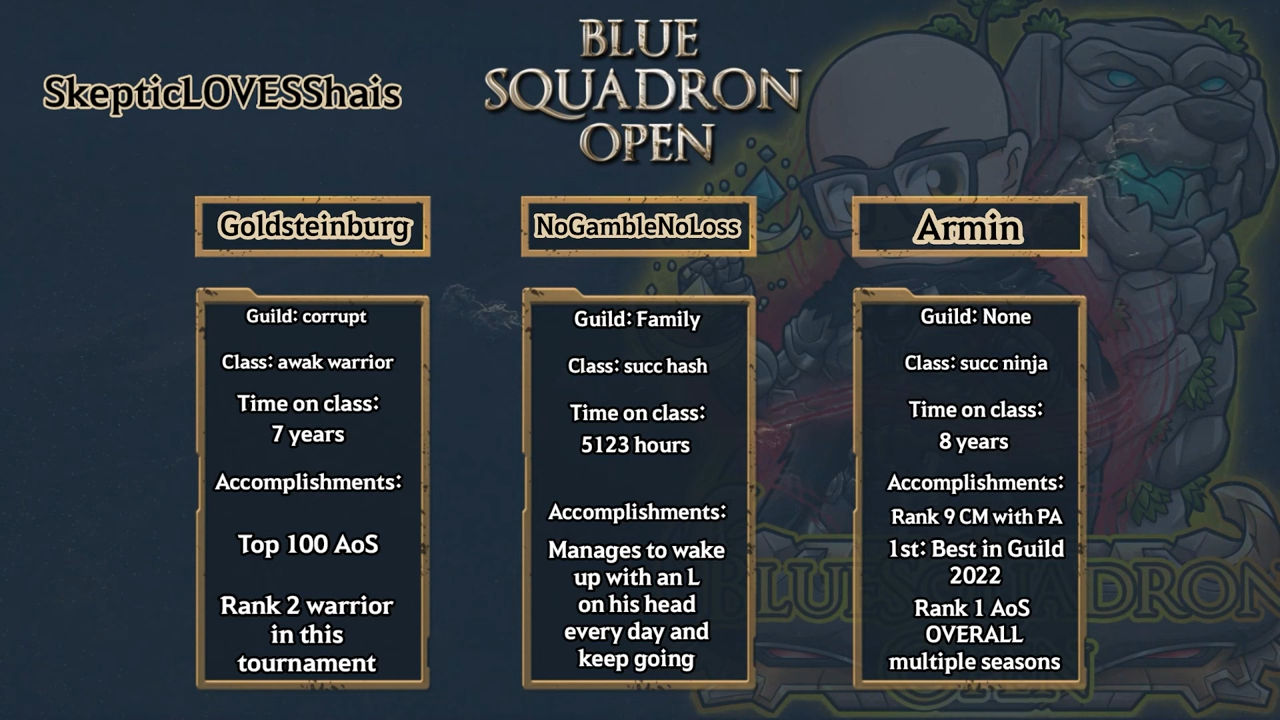 SkepticLOVESShais
BLUE
SQUADRON
OPEN
Goldsteinburg
Guild: corrupt
Class: awak warrior
Time on class:
7 years
Accomplishments:
Top 100 AoS
Rank 2 warrior
in this
tournament
NoGambleNoLoss
Guild: Family
Class: succ hash
Time on class:
5123 hours
Accomplishments:
Manages to wake
up with an L
on his head
every day and
keep going
Armin
Guild: None
Class: succ ninja
Time on class:
8 years
Accomplishments:
Rank 9 CM with PA
1st: Best in Guild
2022
Rank 1 AoS
OVERALL
multiple seasons
BLUE SQUADRON
OPEN